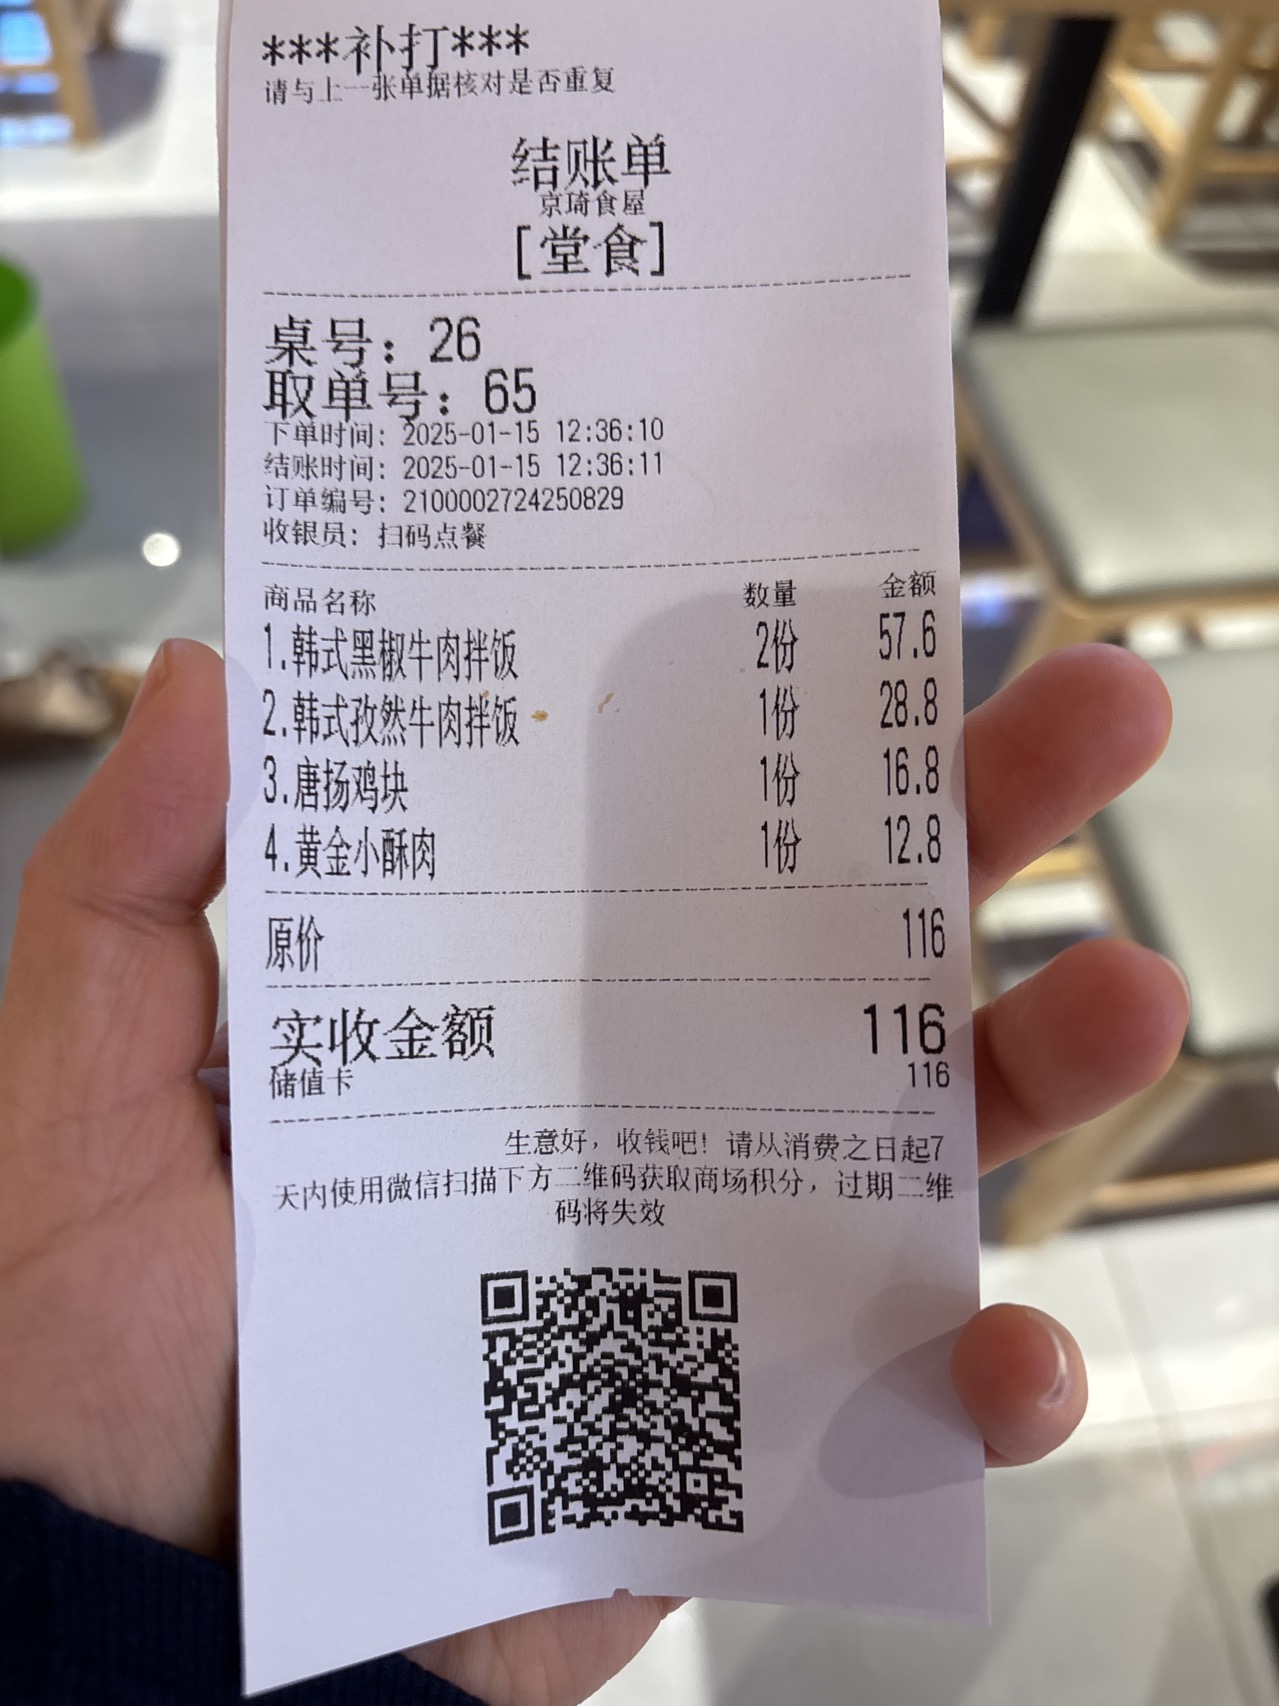 ***补打***
请与上一张单据核对是否重复
结账单
京琦食屋
[堂食]
桌号：26
取单号：65
下单时间：2025-01-15 12:36:10
结账时间：2025-01-15 12:36:11
订单编号：2100002724250829
收银员：扫码点餐
商品名称 数量 金额
1.韩式黑椒牛肉拌饭 2份 57.6
2.韩式孜然牛肉拌饭 1份 28.8
3.唐扬鸡块 1份 16.8
4.黄金小酥肉 1份 12.8
原价 116
实收金额 116
储值卡 116
生意好，收钱吧！请从消费之日起7
天内使用微信扫描下方二维码获取商场积分，过期二维
码将失效